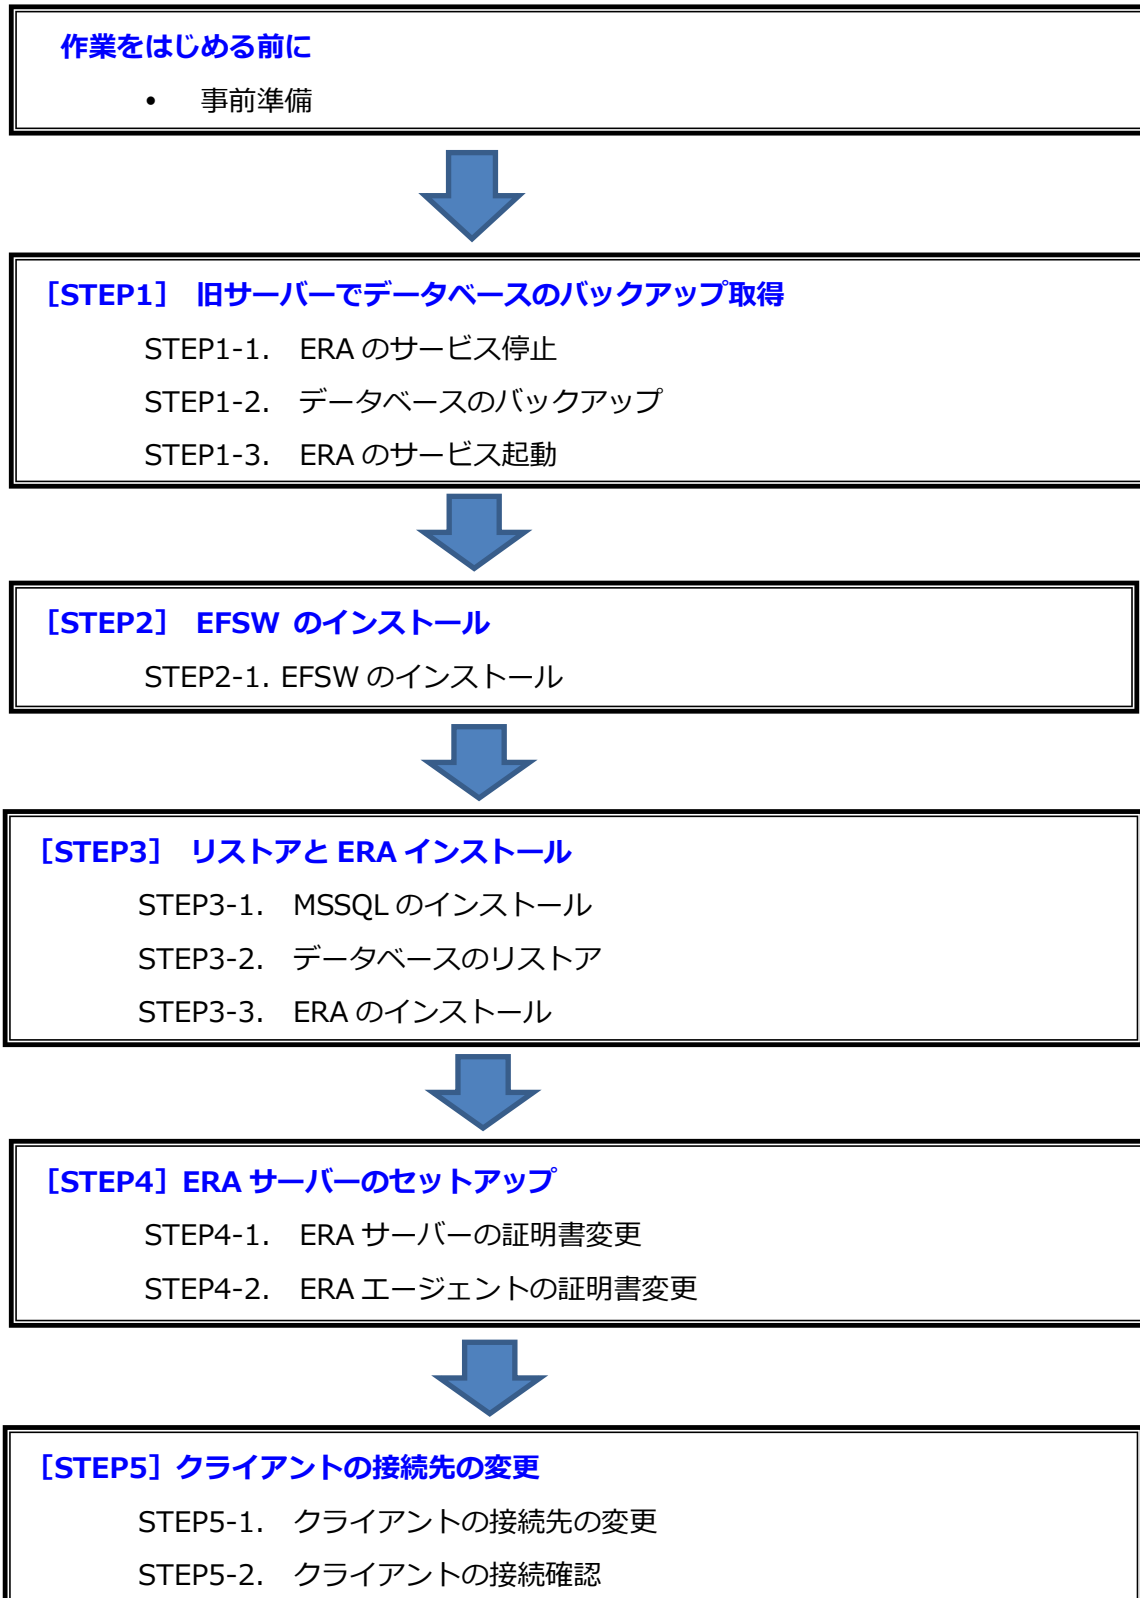 作業をはじめる前に
• 事前準備
［STEP1］ 旧サーバーでデータベースのバックアップ取得
STEP1-1. ERA のサービス停止
STEP1-2. データベースのバックアップ
STEP1-3. ERA のサービス起動
［STEP2］ EFSW のインストール
STEP2-1. EFSW のインストール
［STEP3］ リストアと ERA インストール
STEP3-1. MSSQL のインストール
STEP3-2. データベースのリストア
STEP3-3. ERA のインストール
［STEP4］ERA サーバーのセットアップ
STEP4-1. ERA サーバーの証明書変更
STEP4-2. ERA エージェントの証明書変更
［STEP5］クライアントの接続先の変更
STEP5-1. クライアントの接続先の変更
STEP5-2. クライアントの接続確認